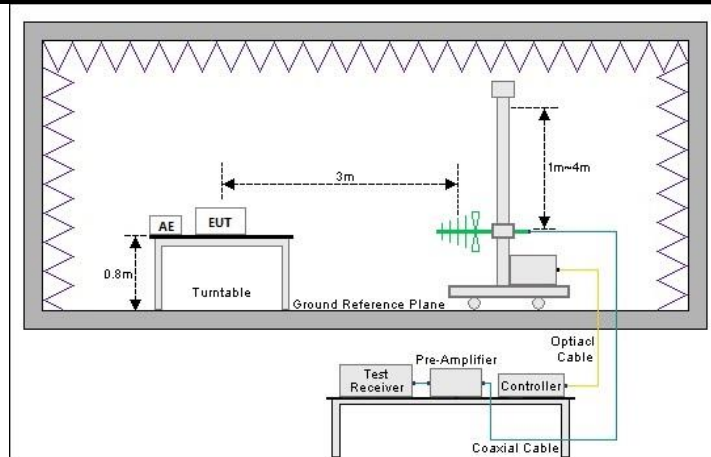 3m
1m~4m
AE
EUT
0.8m
Turntable
Ground Reference Plane
Optiacl
Cable
Pre-Amplifier
Test
Receiver
Controller
Coaxial Cable